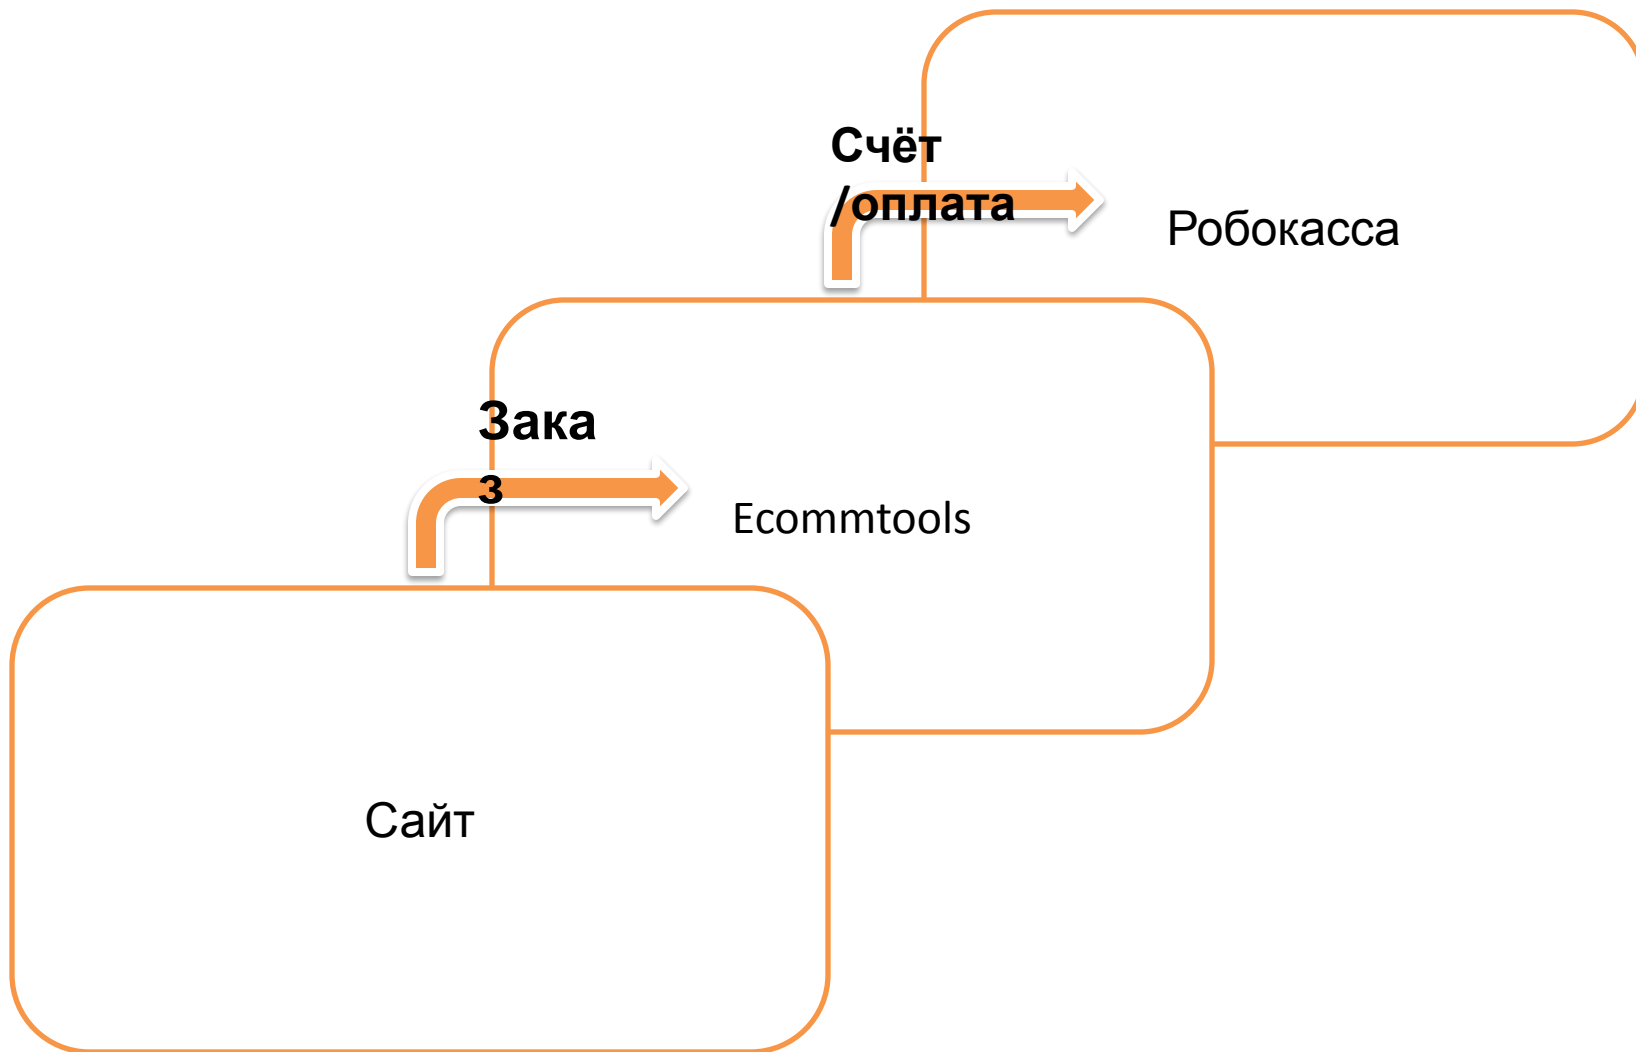 Счёт
/оплата
Робокасса
Зака
з
Ecommtools
Сайт